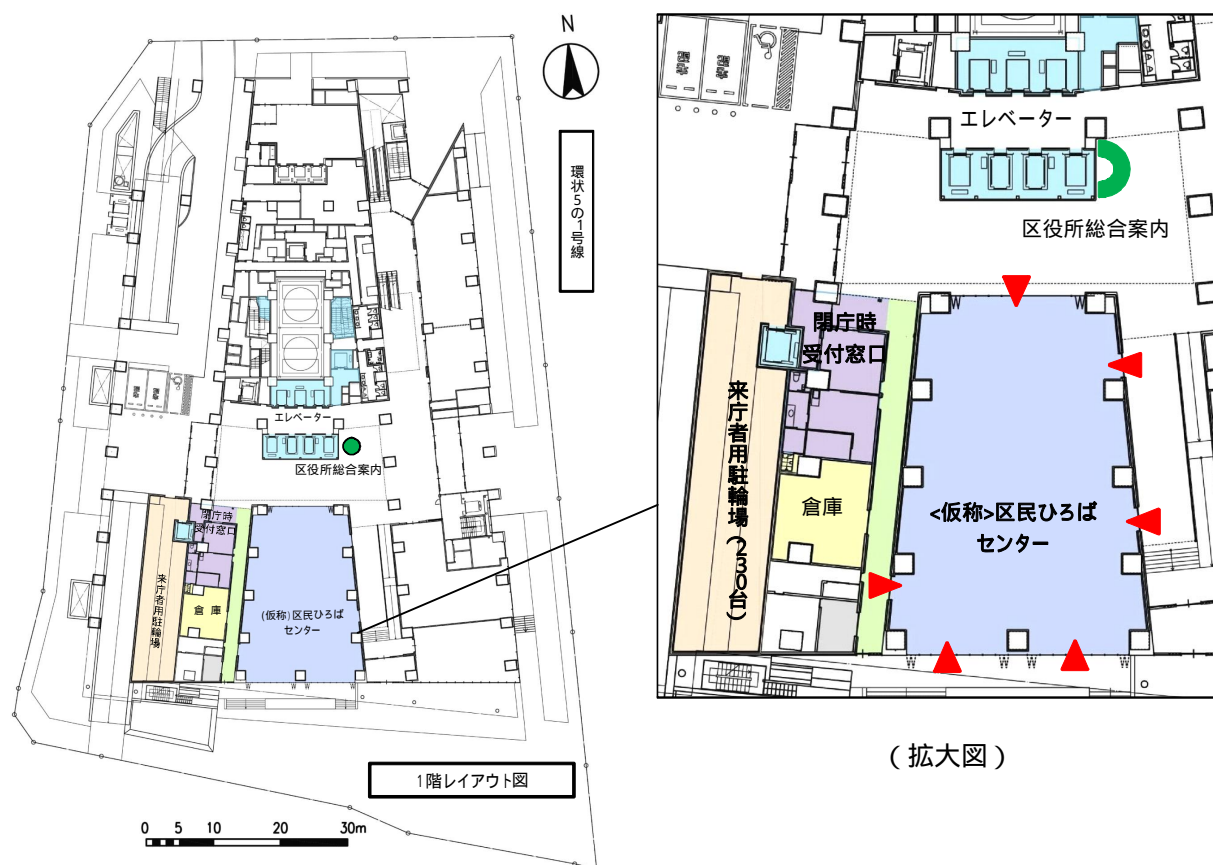 N
環状5の1号線
エレベーター
区役所総合案内
閉庁時
受付窓口
来庁者用駐輪場
倉庫
(仮称)区民ひろば
センター
1階レイアウト図
0 5 10 20 30m
エレベーター
区役所総合案内
閉庁時
受付窓口
来庁者用駐輪場(230台)
倉庫
<仮称>区民ひろば
センター
(拡大図)